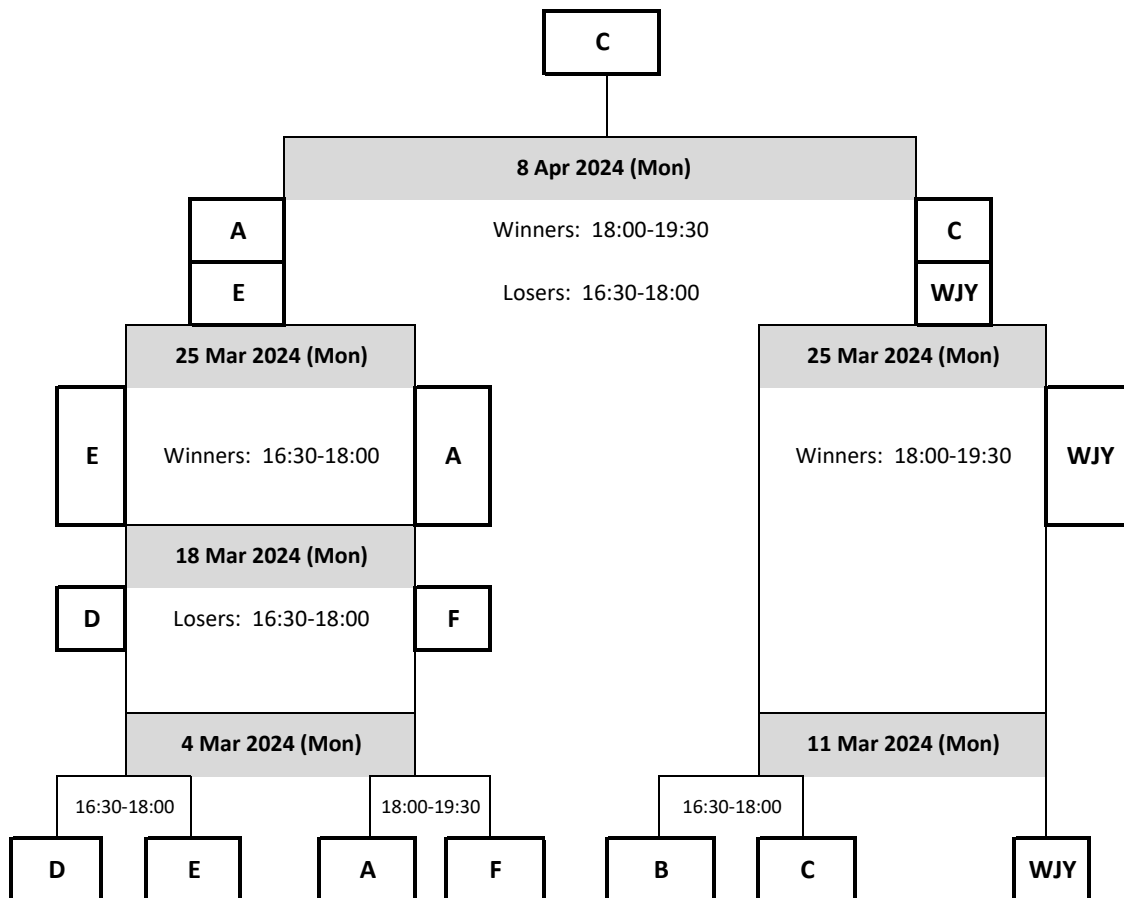 C
8 Apr 2024 (Mon)
A
Winners: 18:00-19:30
C
E
Losers: 16:30-18:00
WJY
25 Mar 2024 (Mon)
25 Mar 2024 (Mon)
E
Winners: 16:30-18:00
A
Winners: 18:00-19:30
WJY
18 Mar 2024 (Mon)
D
Losers: 16:30-18:00
F
4 Mar 2024 (Mon)
11 Mar 2024 (Mon)
16:30-18:00
18:00-19:30
16:30-18:00
D
E
A
F
B
C
WJY